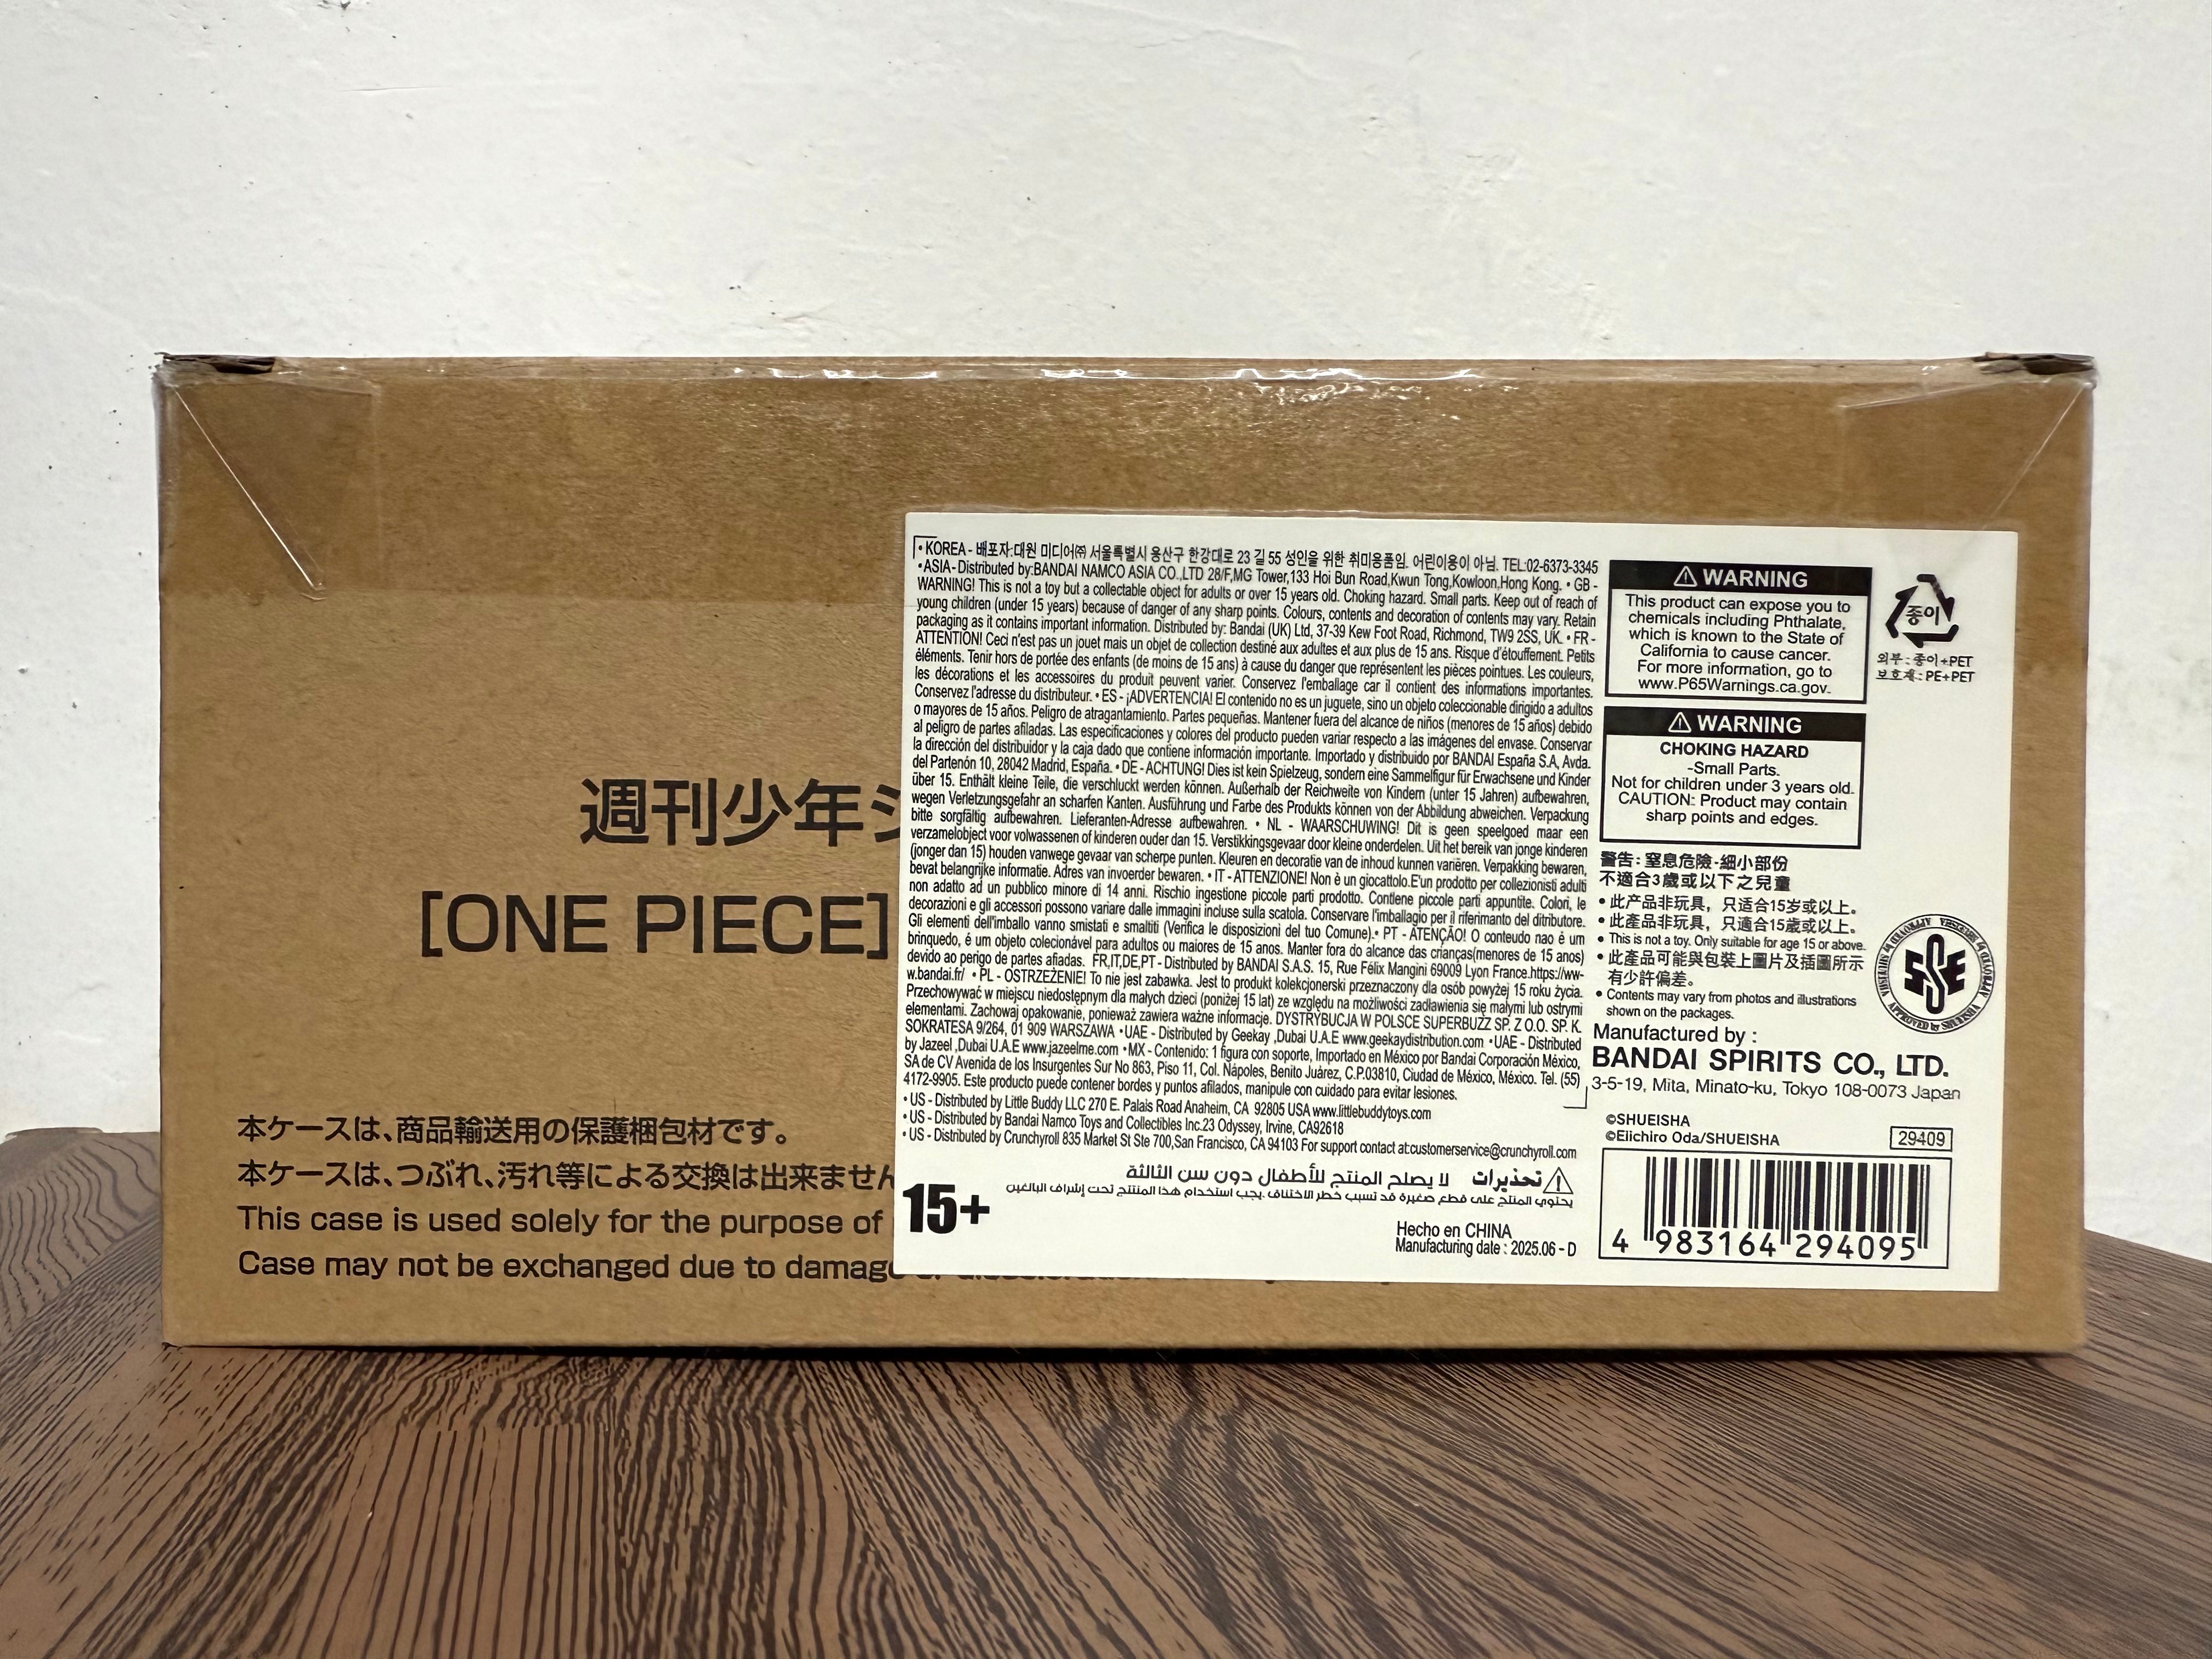 週刊少年
[ONE PIECE]
本ケースは、商品輸送用の保護梱包材です。
本ケースは、つぶれ、汚れ等による交換は出来ません
This case is used solely for the purpose of
Case may not be exchanged due to damage
• KOREA - 배포자:대원 미디어㈜ 서울특별시 용산구 한강대로 23 길 55 성인을 위한 취미용품임. 어린이용이 아님. TEL:02-6373-3345
• ASIA - Distributed by:BANDAI NAMCO ASIA CO.,LTD 28/F,MG Tower,133 Hoi Bun Road,Kwun Tong,Kowloon,Hong Kong. • GB -
WARNING! This is not a toy but a collectable object for adults or over 15 years old. Choking hazard. Small parts. Keep out of reach of
young children (under 15 years) because of danger of any sharp points. Colours, contents and decoration of contents may vary. Retain
packaging as it contains important information. Distributed by: Bandai (UK) Ltd, 37-39 Kew Foot Road, Richmond, TW9 2SS, UK. • FR -
ATTENTION! Ceci n'est pas un jouet mais un objet de collection destiné aux adultes et aux plus de 15 ans. Risque d'étouffement. Petits
éléments. Tenir hors de portée des enfants (de moins de 15 ans) à cause du danger que représentent les pièces pointues. Les couleurs,
les décorations et les accessoires du produit peuvent varier. Conservez l'emballage car il contient des informations importantes.
Conservez l'adresse du distributeur. • ES - ¡ADVERTENCIA! El contenido no es un juguete, sino un objeto coleccionable dirigido a adultos
o mayores de 15 años. Peligro de atragantamiento. Partes pequeñas. Mantener fuera del alcance de niños (menores de 15 años) debido
al peligro de partes afiladas. Las especificaciones y colores del producto pueden variar respecto a las imágenes del envase. Conservar
la dirección del distribuidor y la caja dado que contiene información importante. Importado y distribuido por BANDAI España S.A, Avda.
del Partenón 10, 28042 Madrid, España. • DE - ACHTUNG! Dies ist kein Spielzeug, sondern eine Sammelfigur für Erwachsene und Kinder
über 15. Enthält kleine Teile, die verschluckt werden können. Außerhalb der Reichweite von Kindern (unter 15 Jahren) aufbewahren,
wegen Verletzungsgefahr an scharfen Kanten. Ausführung und Farbe des Produkts können von der Abbildung abweichen. Verpackung
bitte sorgfältig aufbewahren. Lieferanten-Adresse aufbewahren. • NL - WAARSCHUWING! Dit is geen speelgoed maar een
verzamelobject voor volwassenen of kinderen ouder dan 15. Verstikkingsgevaar door kleine onderdelen. Uit het bereik van jonge kinderen
(jonger dan 15) houden vanwege gevaar van scherpe punten. Kleuren en decoratie van de inhoud kunnen variëren. Verpakking bewaren,
bevat belangrijke informatie. Adres van invoerder bewaren. • IT - ATTENZIONE! Non è un giocattolo.E'un prodotto per collezionisti adulti
non adatto ad un pubblico minore di 14 anni. Rischio ingestione piccole parti prodotto. Contiene piccole parti appuntite. Colori, le
decorazioni e gli accessori possono variare dalle immagini incluse sulla scatola. Conservare l'imballagio per il riferimento del ditributore.
Gli elementi dell'imballo vanno smistati e smaltiti (Verifica le disposizioni del tuo Comune).• PT - ATENÇÃO! O conteudo nao é um
brinquedo, é um objeto colecionável para adultos ou maiores de 15 anos. Manter fora do alcance das crianças(menores de 15 anos)
devido ao perigo de partes afiadas. FR,IT,DE,PT - Distributed by BANDAI S.A.S. 15, Rue Félix Mangini 69009 Lyon France.https://ww-
w.bandai.fr/ • PL - OSTRZEŻENIE! To nie jest zabawka. Jest to produkt kolekcjonerski przeznaczony dla osób powyżej 15 roku życia.
Przechowywać w miejscu niedostępnym dla małych dzieci (poniżej 15 lat) ze względu na możliwości zadławienia się małymi lub ostrymi
elementami. Zachowaj opakowanie, ponieważ zawiera ważne informacje. DYSTRYBUCJA W POLSCE SUPERBUZZ SP. Z O.O. SP. K.
SOKRATESA 9/264, 01 909 WARSZAWA • UAE - Distributed by Geekay ,Dubai U.A.E www.geekaydistribution.com • UAE - Distributed
by Jazeel ,Dubai U.A.E www.jazeelme.com • MX - Contenido: 1 figura con soporte, Importado en México por Bandai Corporación México,
SA de CV Avenida de los Insurgentes Sur No 863, Piso 11, Col. Nápoles, Benito Juárez, C.P.03810, Ciudad de México, México. Tel. (55)
4172-9905. Este producto puede contener bordes y puntos afilados, manipule con cuidado para evitar lesiones.
• US - Distributed by Little Buddy LLC 270 E. Palais Road Anaheim, CA 92805 USA www.littlebuddytoys.com
• US - Distributed by Bandai Namco Toys and Collectibles Inc.23 Odyssey, Irvine, CA92618
• US - Distributed by Crunchyroll 835 Market St Ste 700,San Francisco, CA 94103 For support contact at:customerservice@crunchyroll.com
تحذيرات لا يصلح المنتج للأطفال دون سن الثالثة
يحتوي المنتج على قطع صغيرة قد تسبب خطر الاختناق .يجب استخدام هذا المنتج تحت إشراف البالغين
15+
Hecho en CHINA
Manufacturing date : 2025.06 - D
WARNING
This product can expose you to
chemicals including Phthalate,
which is known to the State of
California to cause cancer.
For more information, go to
www.P65Warnings.ca.gov.
종이
외부 : 종이+PET
보호재 : PE+PET
WARNING
CHOKING HAZARD
-Small Parts.
Not for children under 3 years old.
CAUTION: Product may contain
sharp points and edges.
警告：窒息危險-細小部份
不適合3歲或以下之兒童
• 此产品非玩具，只适合15岁或以上。
• 此產品非玩具，只適合15歲或以上。
• This is not a toy. Only suitable for age 15 or above.
• 此產品可能與包裝上圖片及插圖所示
有少許偏差。
• Contents may vary from photos and illustrations
shown on the packages.
APPROVED by SHUEISHA
Manufactured by :
BANDAI SPIRITS CO., LTD.
3-5-19, Mita, Minato-ku, Tokyo 108-0073 Japan
©SHUEISHA
©Eiichiro Oda/SHUEISHA
29409
4 983164 294095